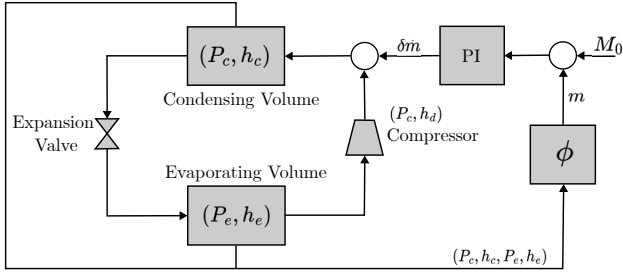 (P_c, h_c)
δṁ
PI
M_0
Condensing Volume
m
(P_c, h_d)
Compressor
Expansion
Valve
ϕ
Evaporating Volume
(P_e, h_e)
(P_c, h_c, P_e, h_e)